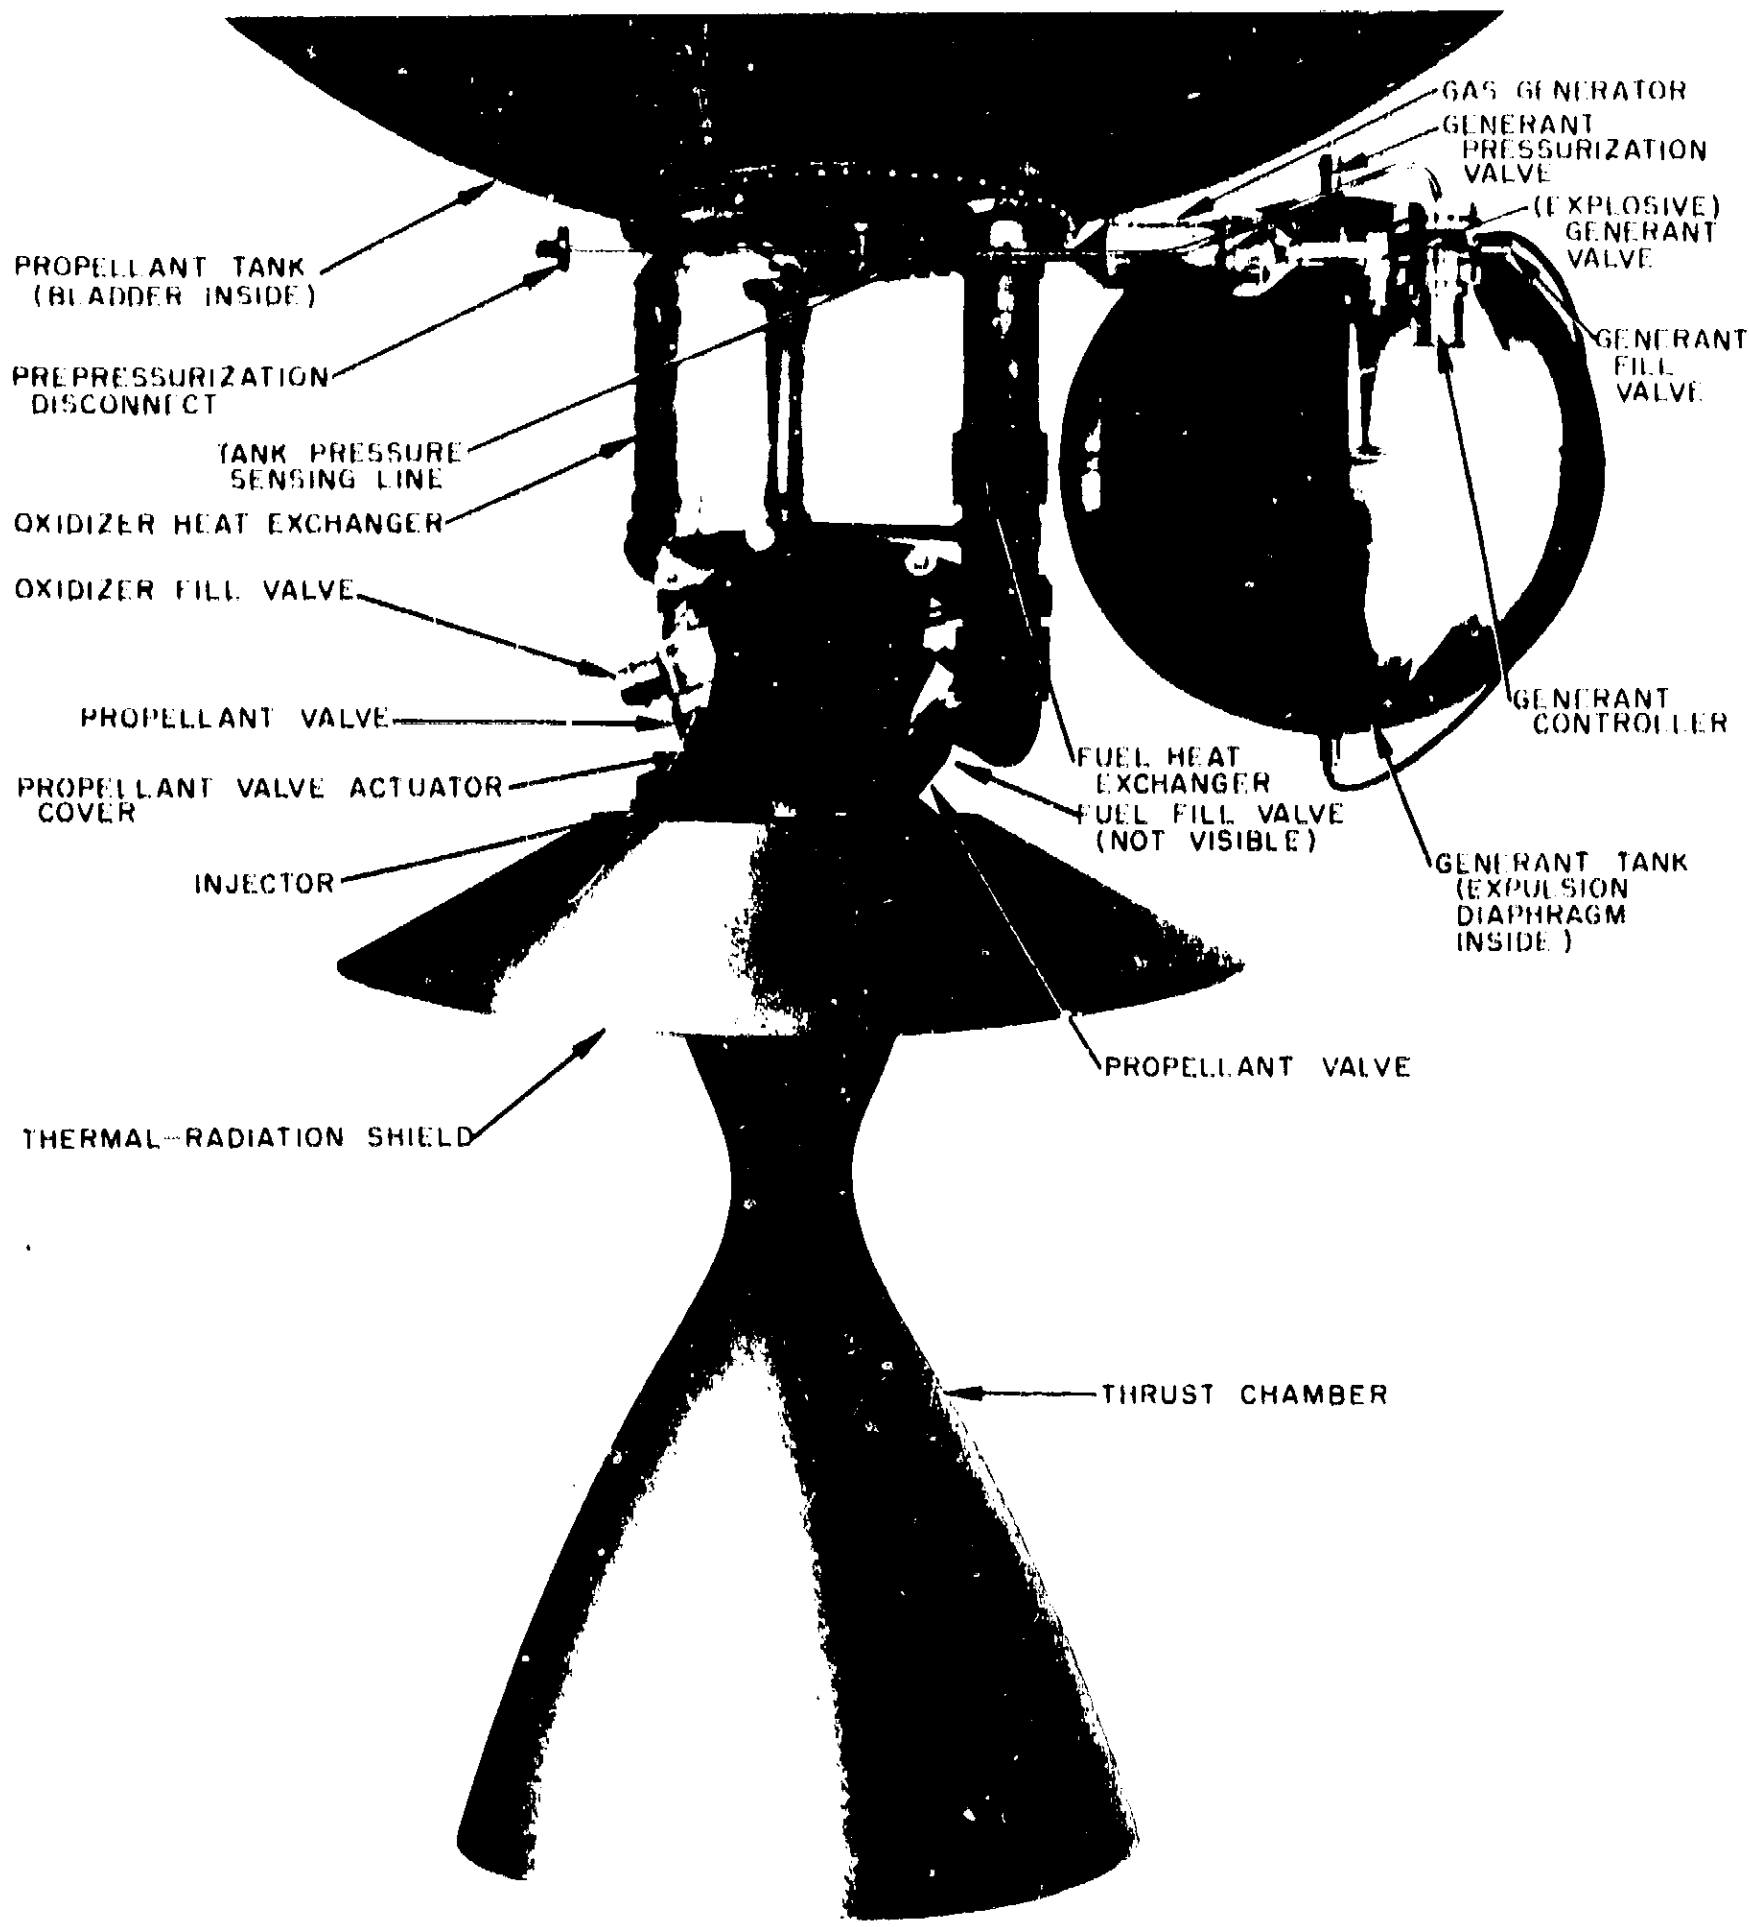 GAS GENERATOR
GENERANT
PRESSURIZATION
VALVE
(EXPLOSIVE)
GENERANT
VALVE
PROPELLANT TANK
(BLADDER INSIDE)
GENERANT
FILL
VALVE
PREPRESSURIZATION
DISCONNECT
TANK PRESSURE
SENSING LINE
OXIDIZER HEAT EXCHANGER
OXIDIZER FILL VALVE
PROPELLANT VALVE
GENERANT
CONTROLLER
PROPELLANT VALVE ACTUATOR
COVER
FUEL HEAT
EXCHANGER
FUEL FILL VALVE
(NOT VISIBLE)
INJECTOR
GENERANT TANK
(EXPULSION
DIAPHRAGM
INSIDE)
PROPELLANT VALVE
THERMAL-RADIATION SHIELD
THRUST CHAMBER